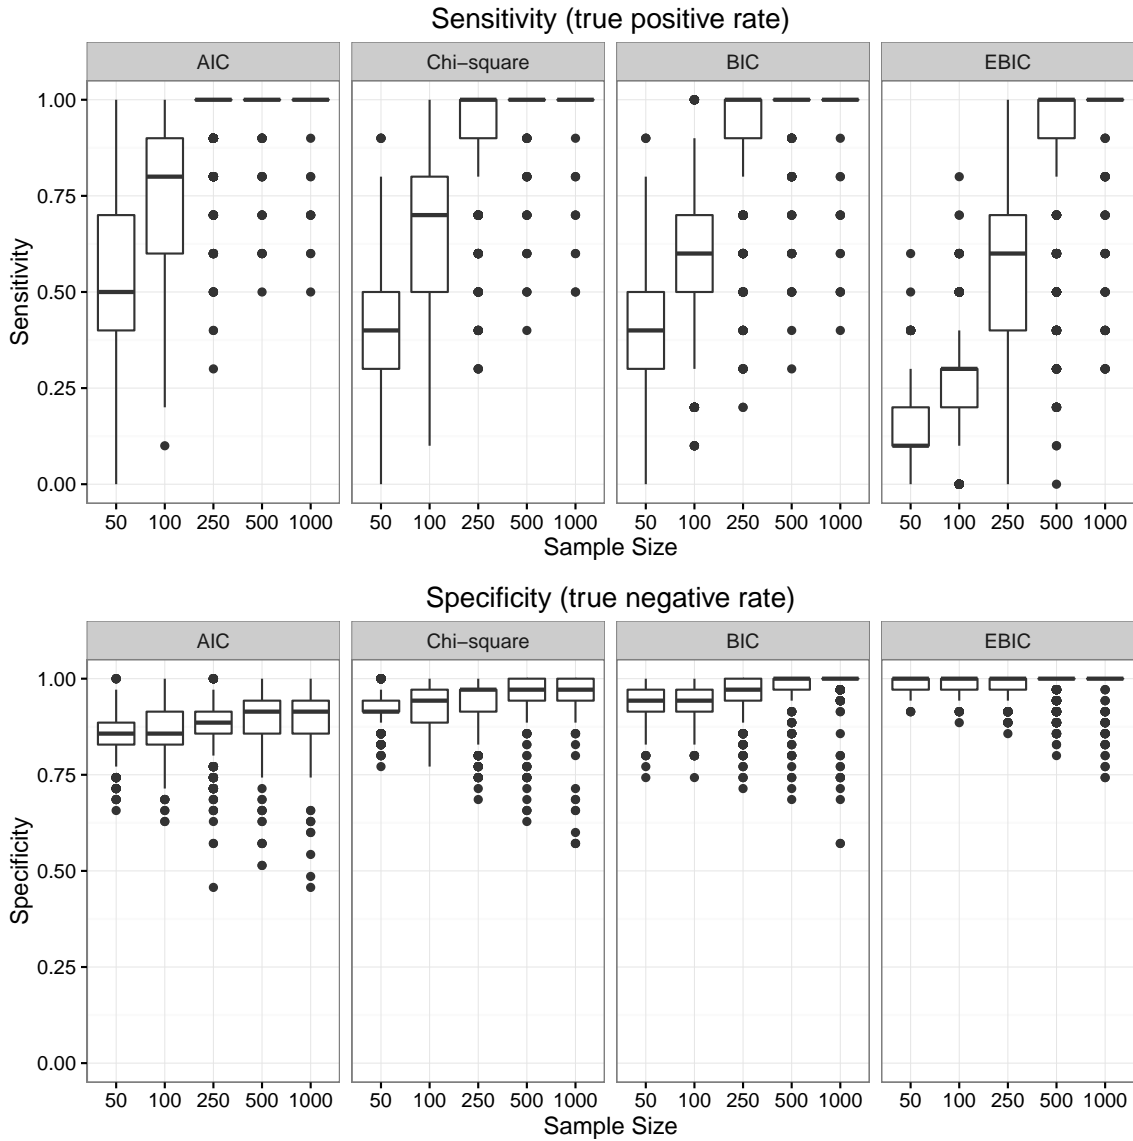 Sensitivity (true positive rate)
AIC Chi−square BIC EBIC
1.00
0.75
0.50
0.25
0.00
Sensitivity
50 100 250 500 1000 50 100 250 500 1000 50 100 250 500 1000 50 100 250 500 1000
Sample Size
Specificity (true negative rate)
AIC Chi−square BIC EBIC
1.00
0.75
0.50
0.25
0.00
Specificity
50 100 250 500 1000 50 100 250 500 1000 50 100 250 500 1000 50 100 250 500 1000
Sample Size